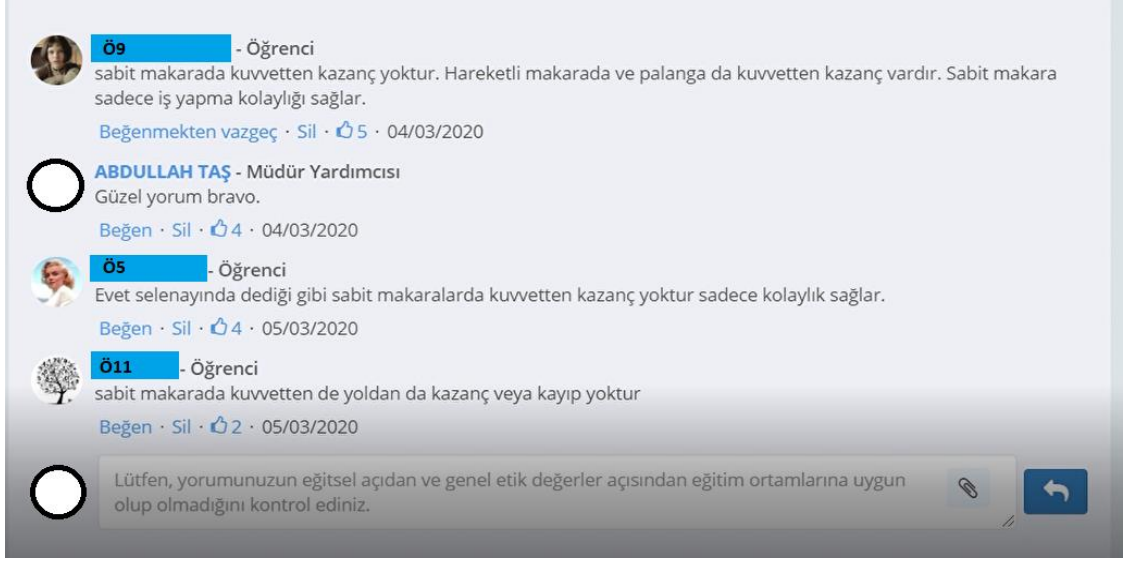 Ö9 - Öğrenci
sabit makarada kuvvetten kazanç yoktur. Hareketli makarada ve palanga da kuvvetten kazanç vardır. Sabit makara
sadece iş yapma kolaylığı sağlar.
Beğenmekten vazgeç · Sil · 5 · 04/03/2020
ABDULLAH TAŞ - Müdür Yardımcısı
Güzel yorum bravo.
Beğen · Sil · 4 · 04/03/2020
Ö5 - Öğrenci
Evet selenayında dediği gibi sabit makaralarda kuvvetten kazanç yoktur sadece kolaylık sağlar.
Beğen · Sil · 4 · 05/03/2020
Ö11 - Öğrenci
sabit makarada kuvvetten de yoldan da kazanç veya kayıp yoktur
Beğen · Sil · 2 · 05/03/2020
Lütfen, yorumunuzun eğitsel açıdan ve genel etik değerler açısından eğitim ortamlarına uygun
olup olmadığını kontrol ediniz.